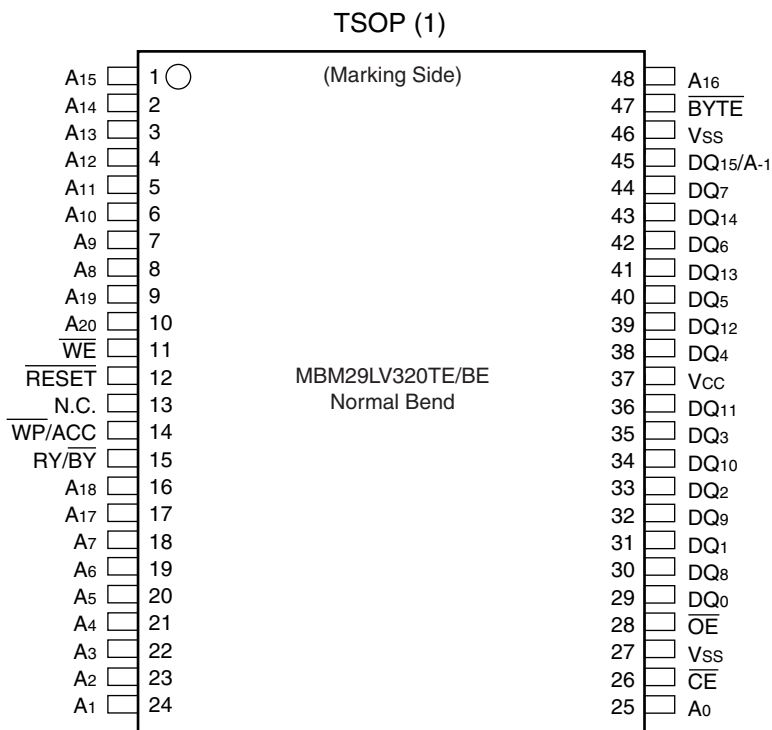 TSOP (1)
(Marking Side)
A15 1 48 A16
A14 2 47 BYTE
A13 3 46 VSS
A12 4 45 DQ15/A-1
A11 5 44 DQ7
A10 6 43 DQ14
A9 7 42 DQ6
A8 8 41 DQ13
A19 9 40 DQ5
A20 10 39 DQ12
WE 11 38 DQ4
RESET 12 37 VCC
N.C. 13 36 DQ11
WP/ACC 14 35 DQ3
RY/BY 15 34 DQ10
A18 16 33 DQ2
A17 17 32 DQ9
A7 18 31 DQ1
A6 19 30 DQ8
A5 20 29 DQ0
A4 21 28 OE
A3 22 27 VSS
A2 23 26 CE
A1 24 25 A0
MBM29LV320TE/BE
Normal Bend